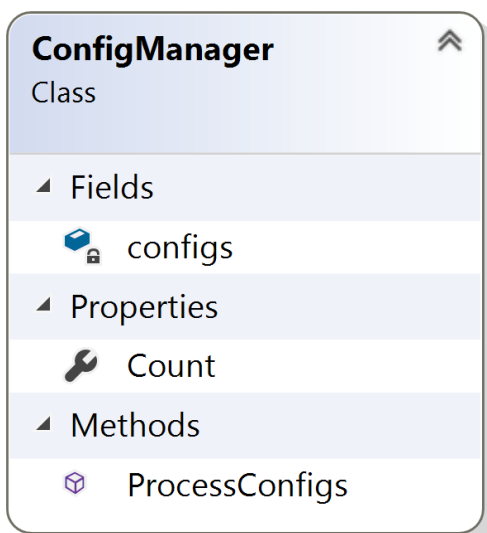 ConfigManager
Class
Fields
configs
Properties
Count
Methods
ProcessConfigs